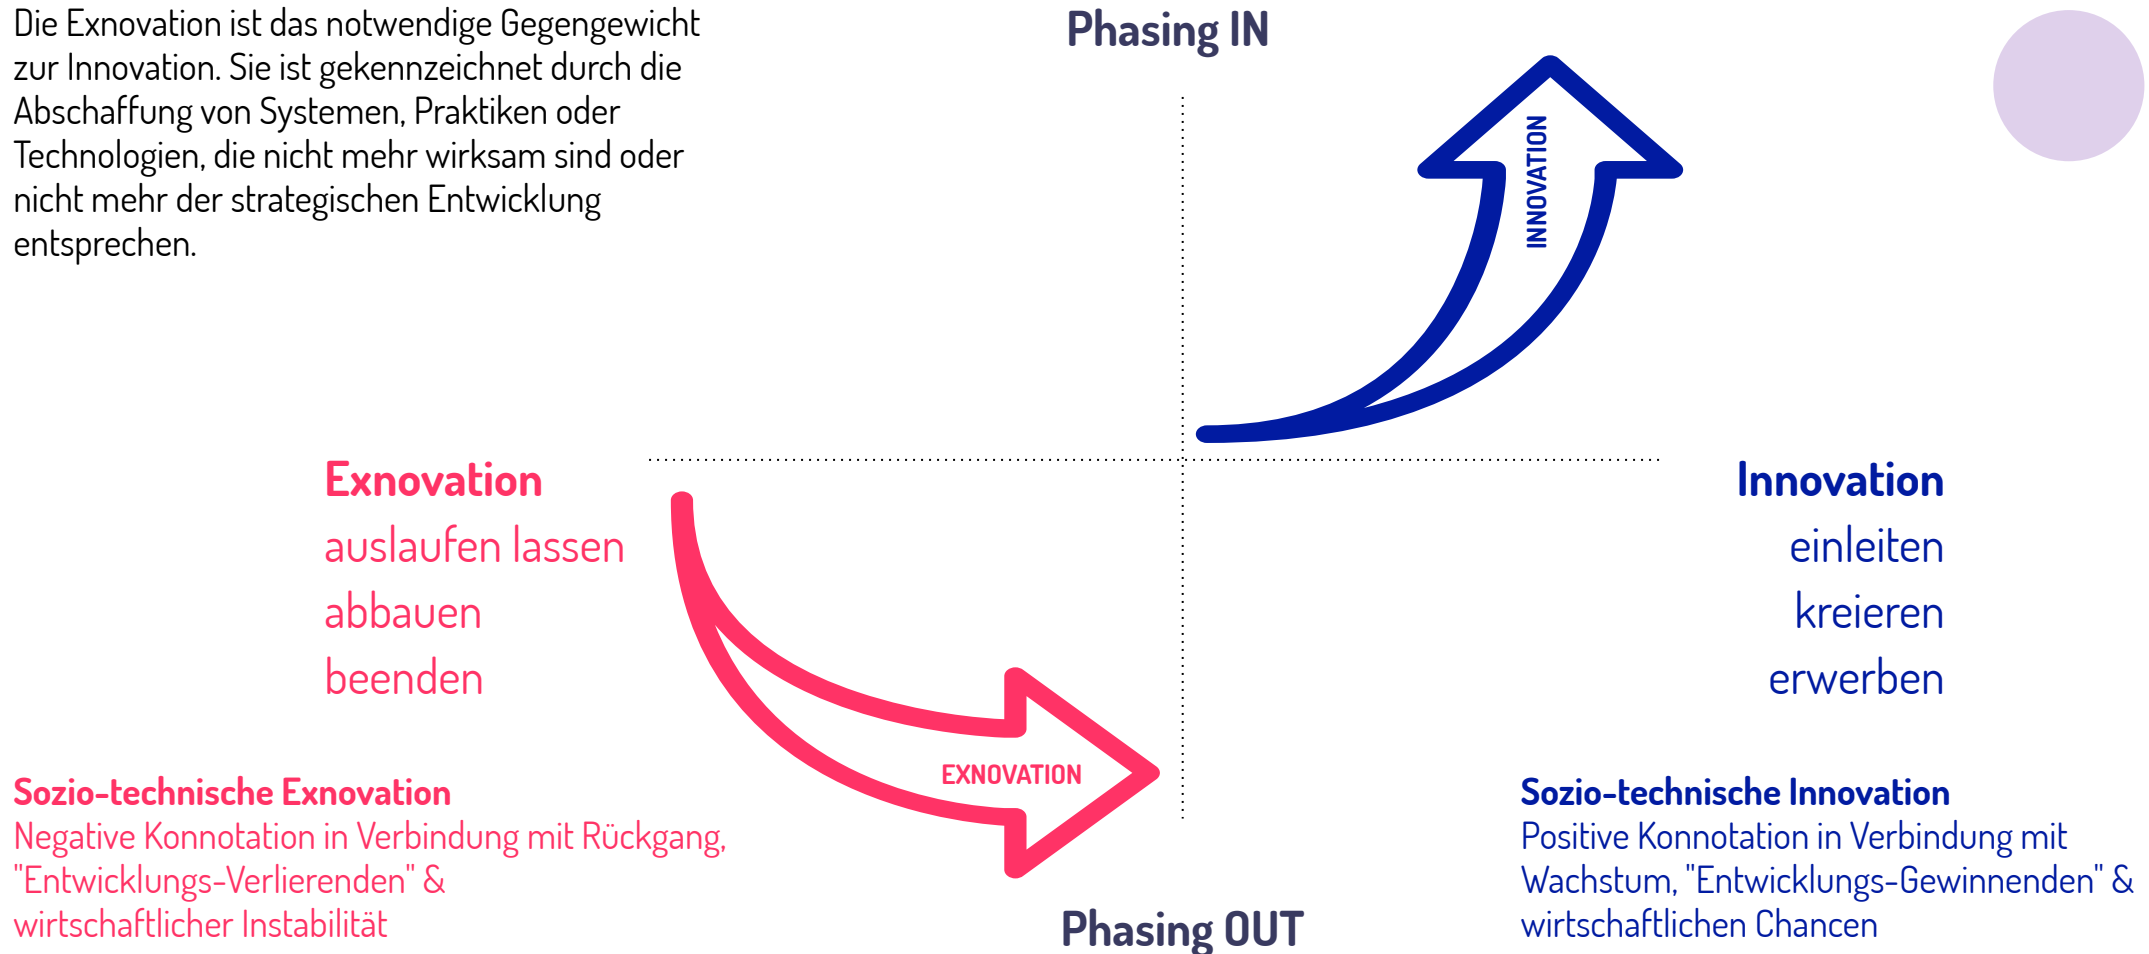 Die Exnovation ist das notwendige Gegengewicht
zur Innovation. Sie ist gekennzeichnet durch die
Abschaffung von Systemen, Praktiken oder
Technologien, die nicht mehr wirksam sind oder
nicht mehr der strategischen Entwicklung
entsprechen.
Phasing IN
INNOVATION
Exnovation
auslaufen lassen
abbauen
beenden
Innovation
einleiten
kreieren
erwerben
EXNOVATION
Sozio-technische Exnovation
Negative Konnotation in Verbindung mit Rückgang,
"Entwicklungs-Verlierenden" &
wirtschaftlicher Instabilität
Phasing OUT
Sozio-technische Innovation
Positive Konnotation in Verbindung mit
Wachstum, "Entwicklungs-Gewinnenden" &
wirtschaftlichen Chancen